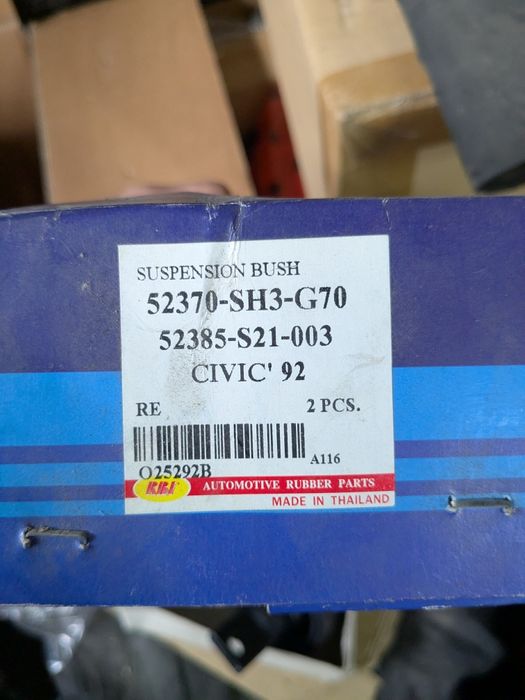 SUSPENSION BUSH
52370-SH3-G70
52385-S21-003
CIVIC' 92
RE 2 PCS.
A116
O25292B
RBI AUTOMOTIVE RUBBER PARTS
MADE IN THAILAND